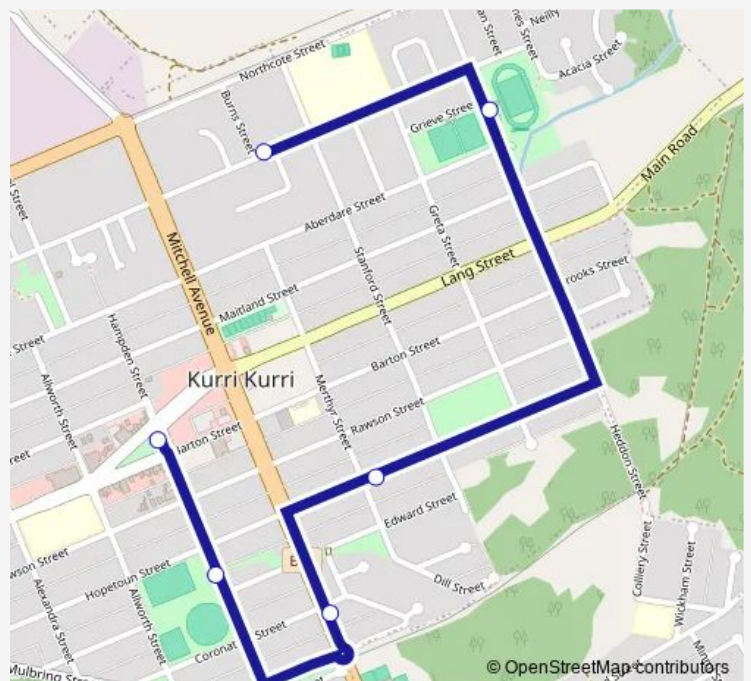 Neilly
Northcote Street
Acacia Street
Burns Street
Grieve Stree
Main Road
Aberdare Street
Greta Street
Mitchell Avenue
Stanford Street
Lang Street
rooks Street
Maitland Street
Hampden Street
Barton Street
Kurri Kurri
Allworth Street
Merthyr Street
Rawson Street
Barton Street
Heddon Street
Edward Street
Hopetoun Street
Dill Street
Colliery Street
Wickham Street
Alexandra Street
Allworth Street
Mulbring Str
© OpenStreetMap contributors